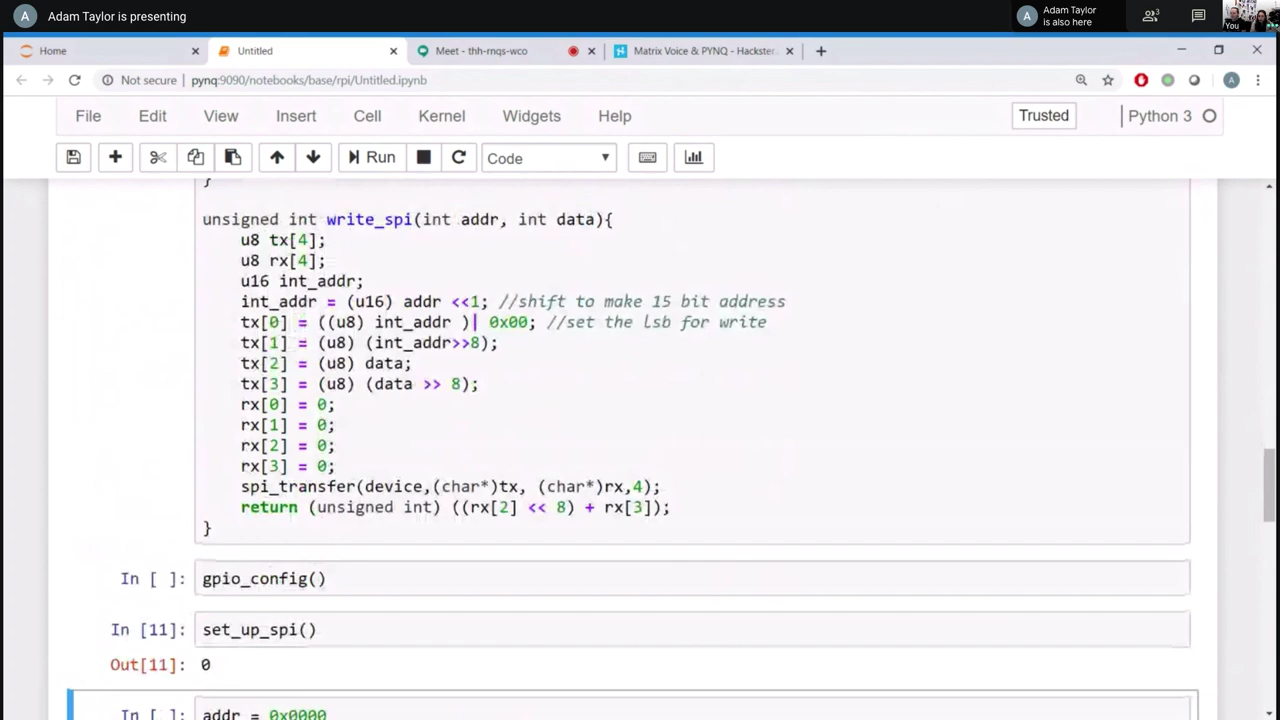 A Adam Taylor is presenting
A Adam Taylor is also here
3
You
Home
Untitled
Meet - thh-rnqs-wco
Matrix Voice & PYNQ - Hackster.
Not secure | pynq:9090/notebooks/base/rpi/Untitled.ipynb
A
File Edit View Insert Cell Kernel Widgets Help
Trusted
Python 3
Run
Code
}
unsigned int write_spi(int addr, int data){
u8 tx[4];
u8 rx[4];
u16 int_addr;
int_addr = (u16) addr <<1; //shift to make 15 bit address
tx[0] = ((u8) int_addr )| 0x00; //set the lsb for write
tx[1] = (u8) (int_addr>>8);
tx[2] = (u8) data;
tx[3] = (u8) (data >> 8);
rx[0] = 0;
rx[1] = 0;
rx[2] = 0;
rx[3] = 0;
spi_transfer(device,(char*)tx, (char*)rx,4);
return (unsigned int) ((rx[2] << 8) + rx[3]);
}
In [ ]: gpio_config()
In [11]: set_up_spi()
Out[11]: 0
In [ ]: addr = 0x0000